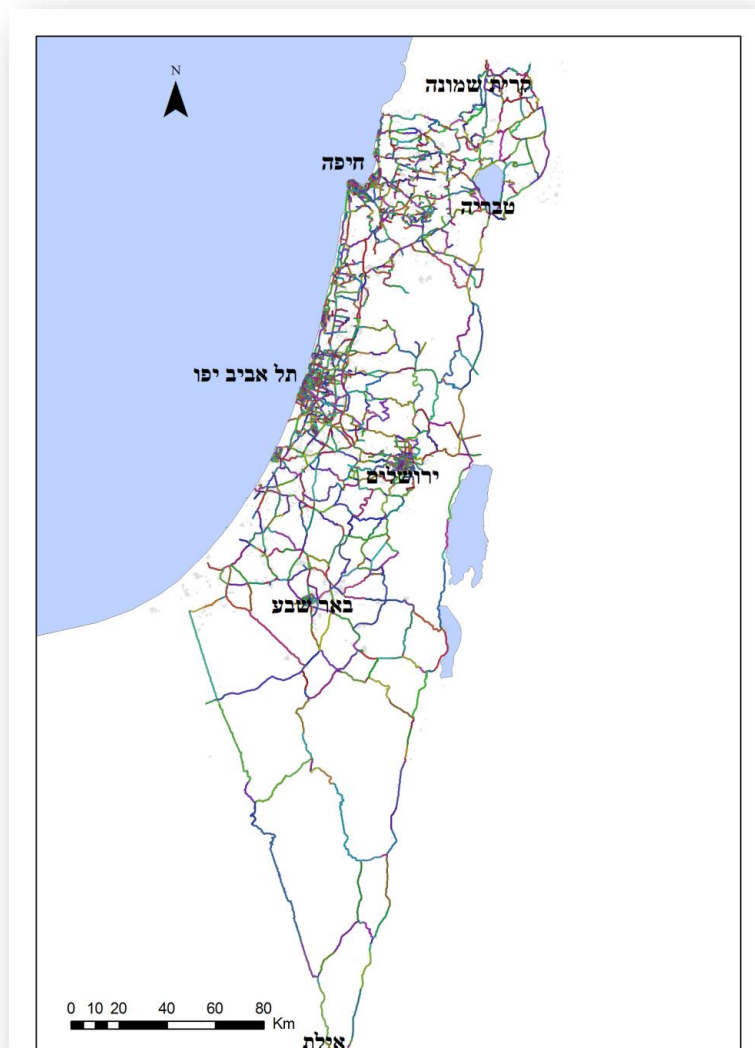 N
קרית שמונה
חיפה
טבריה
תל אביב יפו
ירושלים
באר שבע
0 10 20 40 60 80
Km
אילת